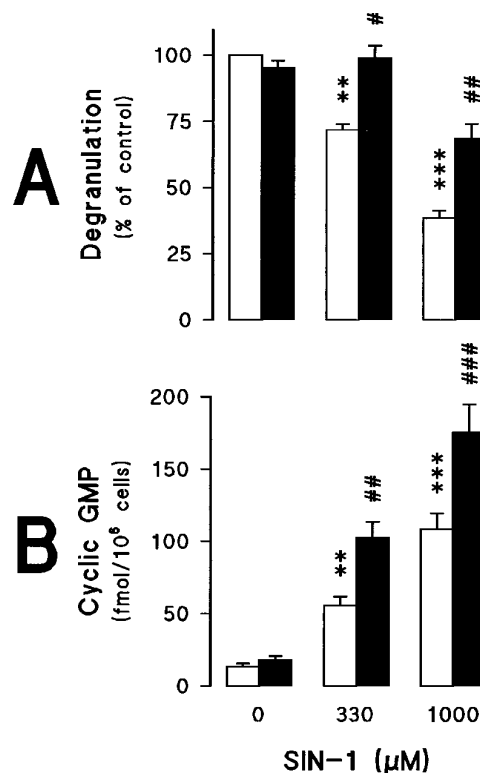 A
Degranulation
(% of control)
100
75
50
25
0
**
#
***
##
B
Cyclic GMP
(fmol/10⁶ cells)
200
150
100
50
0
**
##
***
###
0 330 1000
SIN-1 (μM)